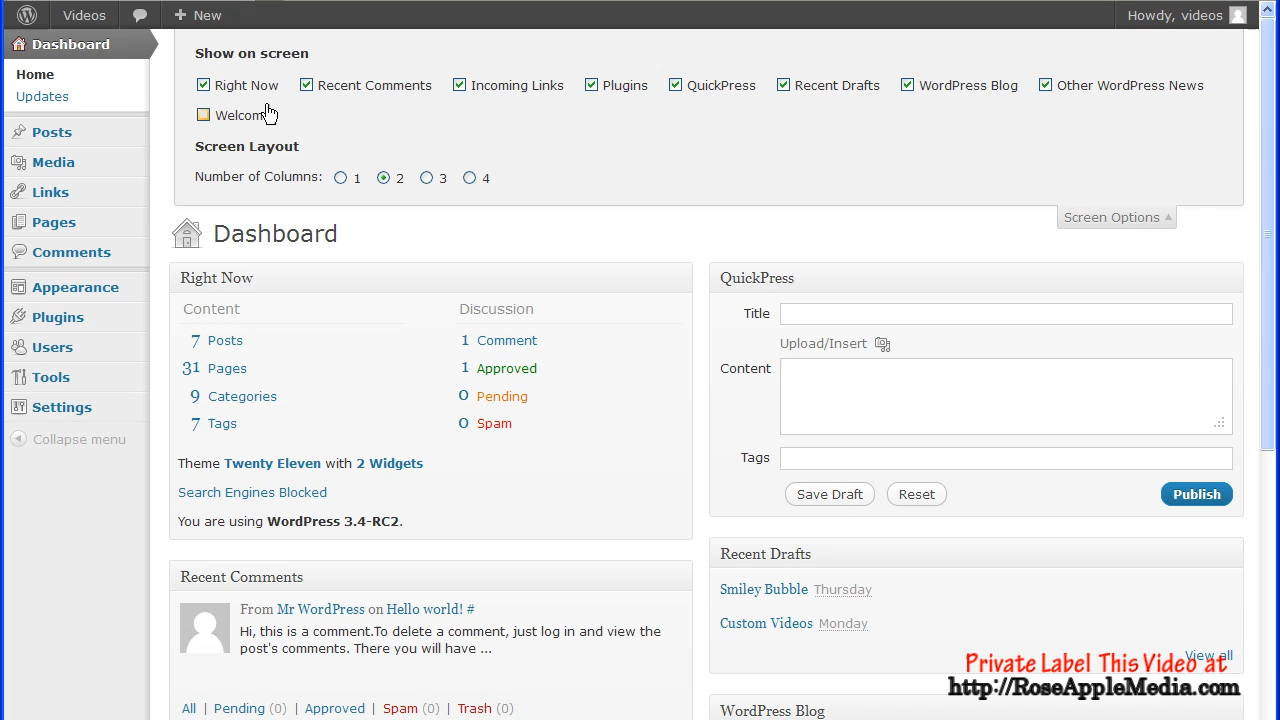 Videos
New
Howdy, videos
Dashboard
Home
Updates
Posts
Media
Links
Pages
Comments
Appearance
Plugins
Users
Tools
Settings
Collapse menu
Show on screen
Right Now Recent Comments Incoming Links Plugins QuickPress Recent Drafts WordPress Blog Other WordPress News
Screen Layout
Number of Columns: 1 2 3 4
Screen Options
Dashboard
Right Now
Content Discussion
7 Posts 1 Comment
31 Pages 1 Approved
9 Categories 0 Pending
7 Tags 0 Spam
Theme Twenty Eleven with 2 Widgets
Search Engines Blocked
You are using WordPress 3.4-RC2.
Recent Comments
From Mr WordPress on Hello world! #
Hi, this is a comment.To delete a comment, just log in and view the
post's comments. There you will have ...
All | Pending (0) | Approved | Spam (0) | Trash (0)
QuickPress
Title
Upload/Insert
Content
Tags
Save Draft Reset Publish
Recent Drafts
Smiley Bubble Thursday
Custom Videos Monday
View all
Private Label This Video at
http://RoseAppleMedia.com
WordPress Blog